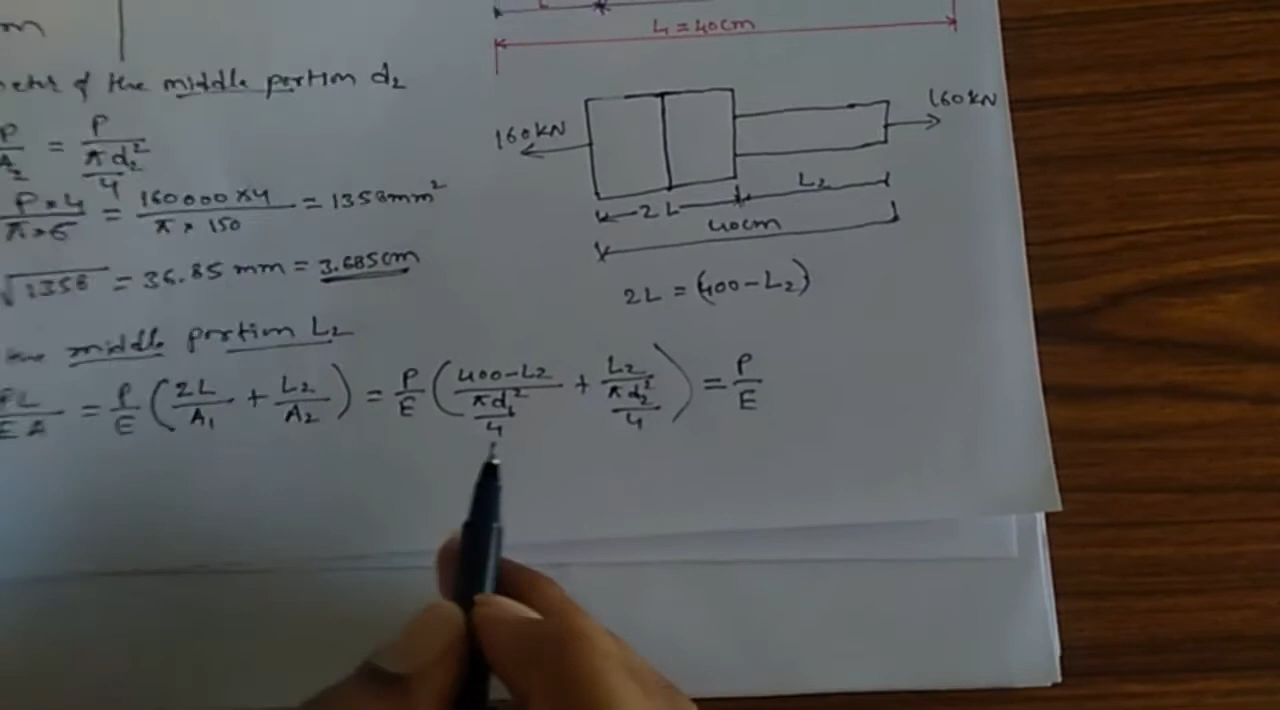 m
L
L = 40cm
of the middle portion d₂
P/A₂ = P/(πd₂²/4)
160KN
160KN
P×4/π×6 = 160000×4/π×150 = 1358mm²
L₂
2L
40cm
√1358 = 36.85 mm = 3.685cm
2L = (400-L₂)
middle portion L₂
PL/EA = P/E (2L/A₁ + L₂/A₂) = P/E ((400-L2)/(πd₁²/4) + L₂/(πd₂²/4)) = P/E